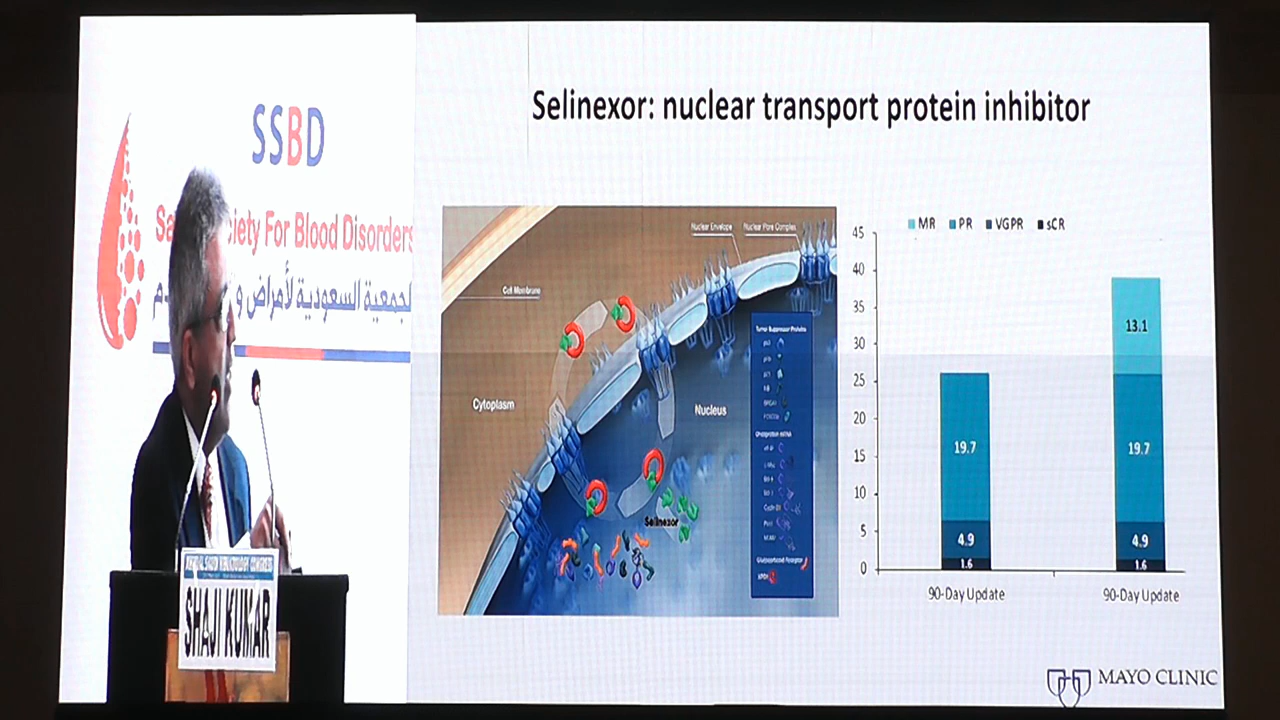 SSBD
Society For Blood Disorders
الجمعية السعودية لأمراض
SHAJI KUMAR
Selinexor: nuclear transport protein inhibitor
Nuclear Envelope
Nuclear Pore Complex
Cell Membrane
Cytoplasm
Nucleus
Selinexor
Tumor Suppressor Proteins
MR PR VGPR sCR
45
40
35
30
25
20
15
10
5
0
19.7
4.9
1.6
13.1
19.7
4.9
1.6
90-Day Update
90-Day Update
MAYO CLINIC